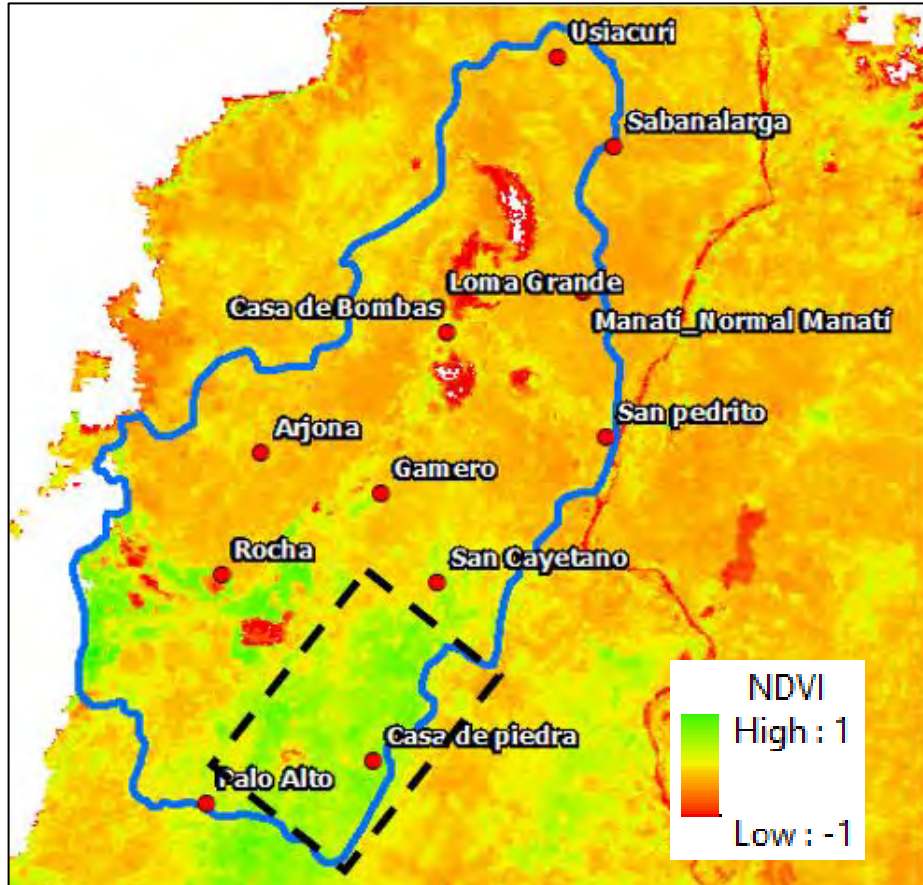 Usiacurí
Sabanalarga
Loma Grande
Casa de Bombas
Manatí_Normal Manatí
San pedrito
Arjona
Gamero
Rocha
San Cayetano
Casa de piedra
Palo Alto
NDVI
High : 1
Low : -1